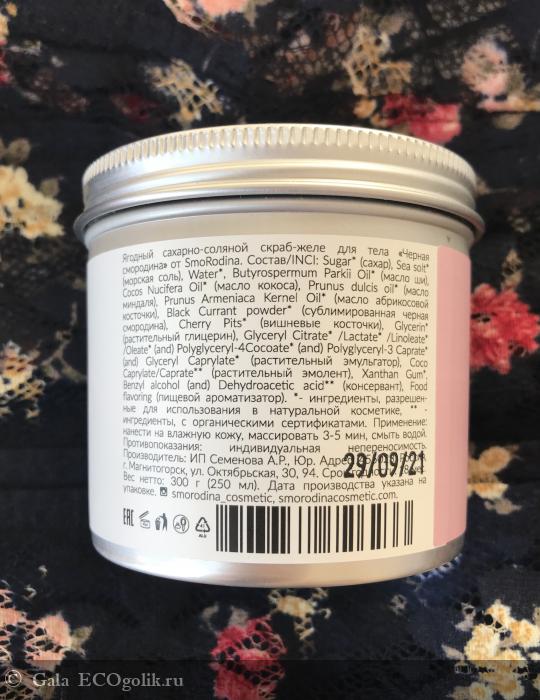 Ягодный сахарно-соляной скраб-желе для тела «Черная
смородина» от SmoRodina. Состав/INCI: Sugar* (сахар), Sea solt*
(морская соль), Water*, Butyrospermum Parkii Oil* (масло ши),
Cocos Nucifera Oil* (масло кокоса), Prunus dulcis oil* (масло
миндаля), Prunus Armeniaca Kernel Oil* (масло абрикосовой
косточки), Black Currant powder* (сублимированная черная
смородина), Cherry Pits* (вишневые косточки), Glycerin*
(растительный глицерин), Glyceryl Citrate* /Lactate* /Linoleate*
/Oleate* (and) Polyglyceryl-4Cocoate* (and) Polyglyceryl-3 Caprate*
(and) Glyceryl Caprylate* (растительный эмульгатор), Coco
Caprylate/Caprate** (растительный эмолент), Xanthan Gum*,
Benzyl alcohol (and) Dehydroacetic acid** (консервант), Food
flavoring (пищевой ароматизатор). *- ингредиенты, разрешен-
ные для использования в натуральной косметике, ** -
ингредиенты, с органическими сертификатами. Применение:
нанести на влажную кожу, массировать 3-5 мин, смыть водой.
Противопоказания: индивидуальная непереносимость.
Производитель: ИП Семенова А.Р., Юр.
г. Магнитогорск, ул. Октябрьская, 30, 94. Срок
29/09/21
Вес нетто: 300 г (250 мл). Дата производства указана на
упаковке. smorodina_cosmetic, smorodinacosmetic.com
EAC
ALU
© Gala ECOgolik.ru